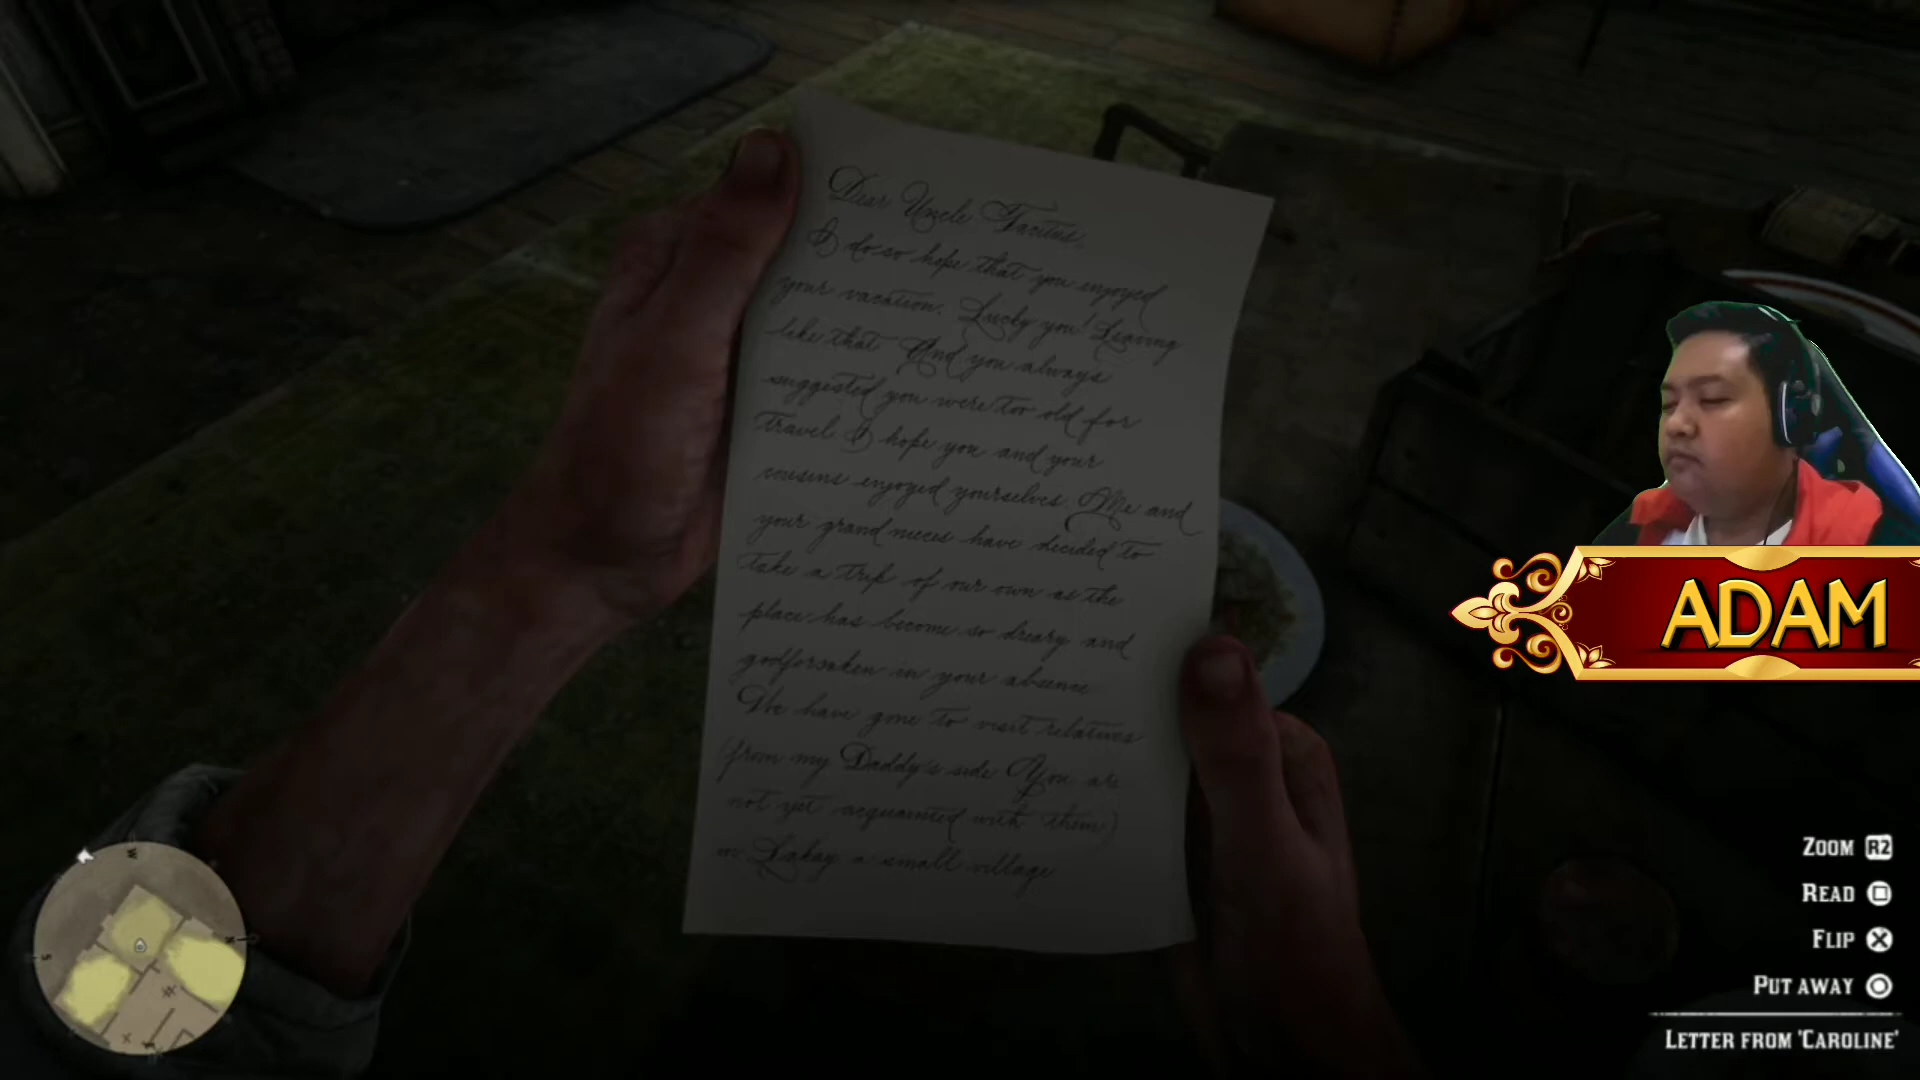 Dear Uncle Tacitus,
I do so hope that you enjoyed
your vacation. Lucky you! Leaving
like that And you always
suggested you were too old for
travel I hope you and your
cousins enjoyed yourselves. Me and
your grand nieces have decided to
take a trip of our own as the
place has become so dreary and
godforsaken in your absence
We have gone to visit relatives
(from my Daddy's side You are
not yet acquainted with them)
in Lakay a small village
ADAM
ZOOM R2
READ
FLIP
PUT AWAY
LETTER FROM 'CAROLINE'
W
N
S